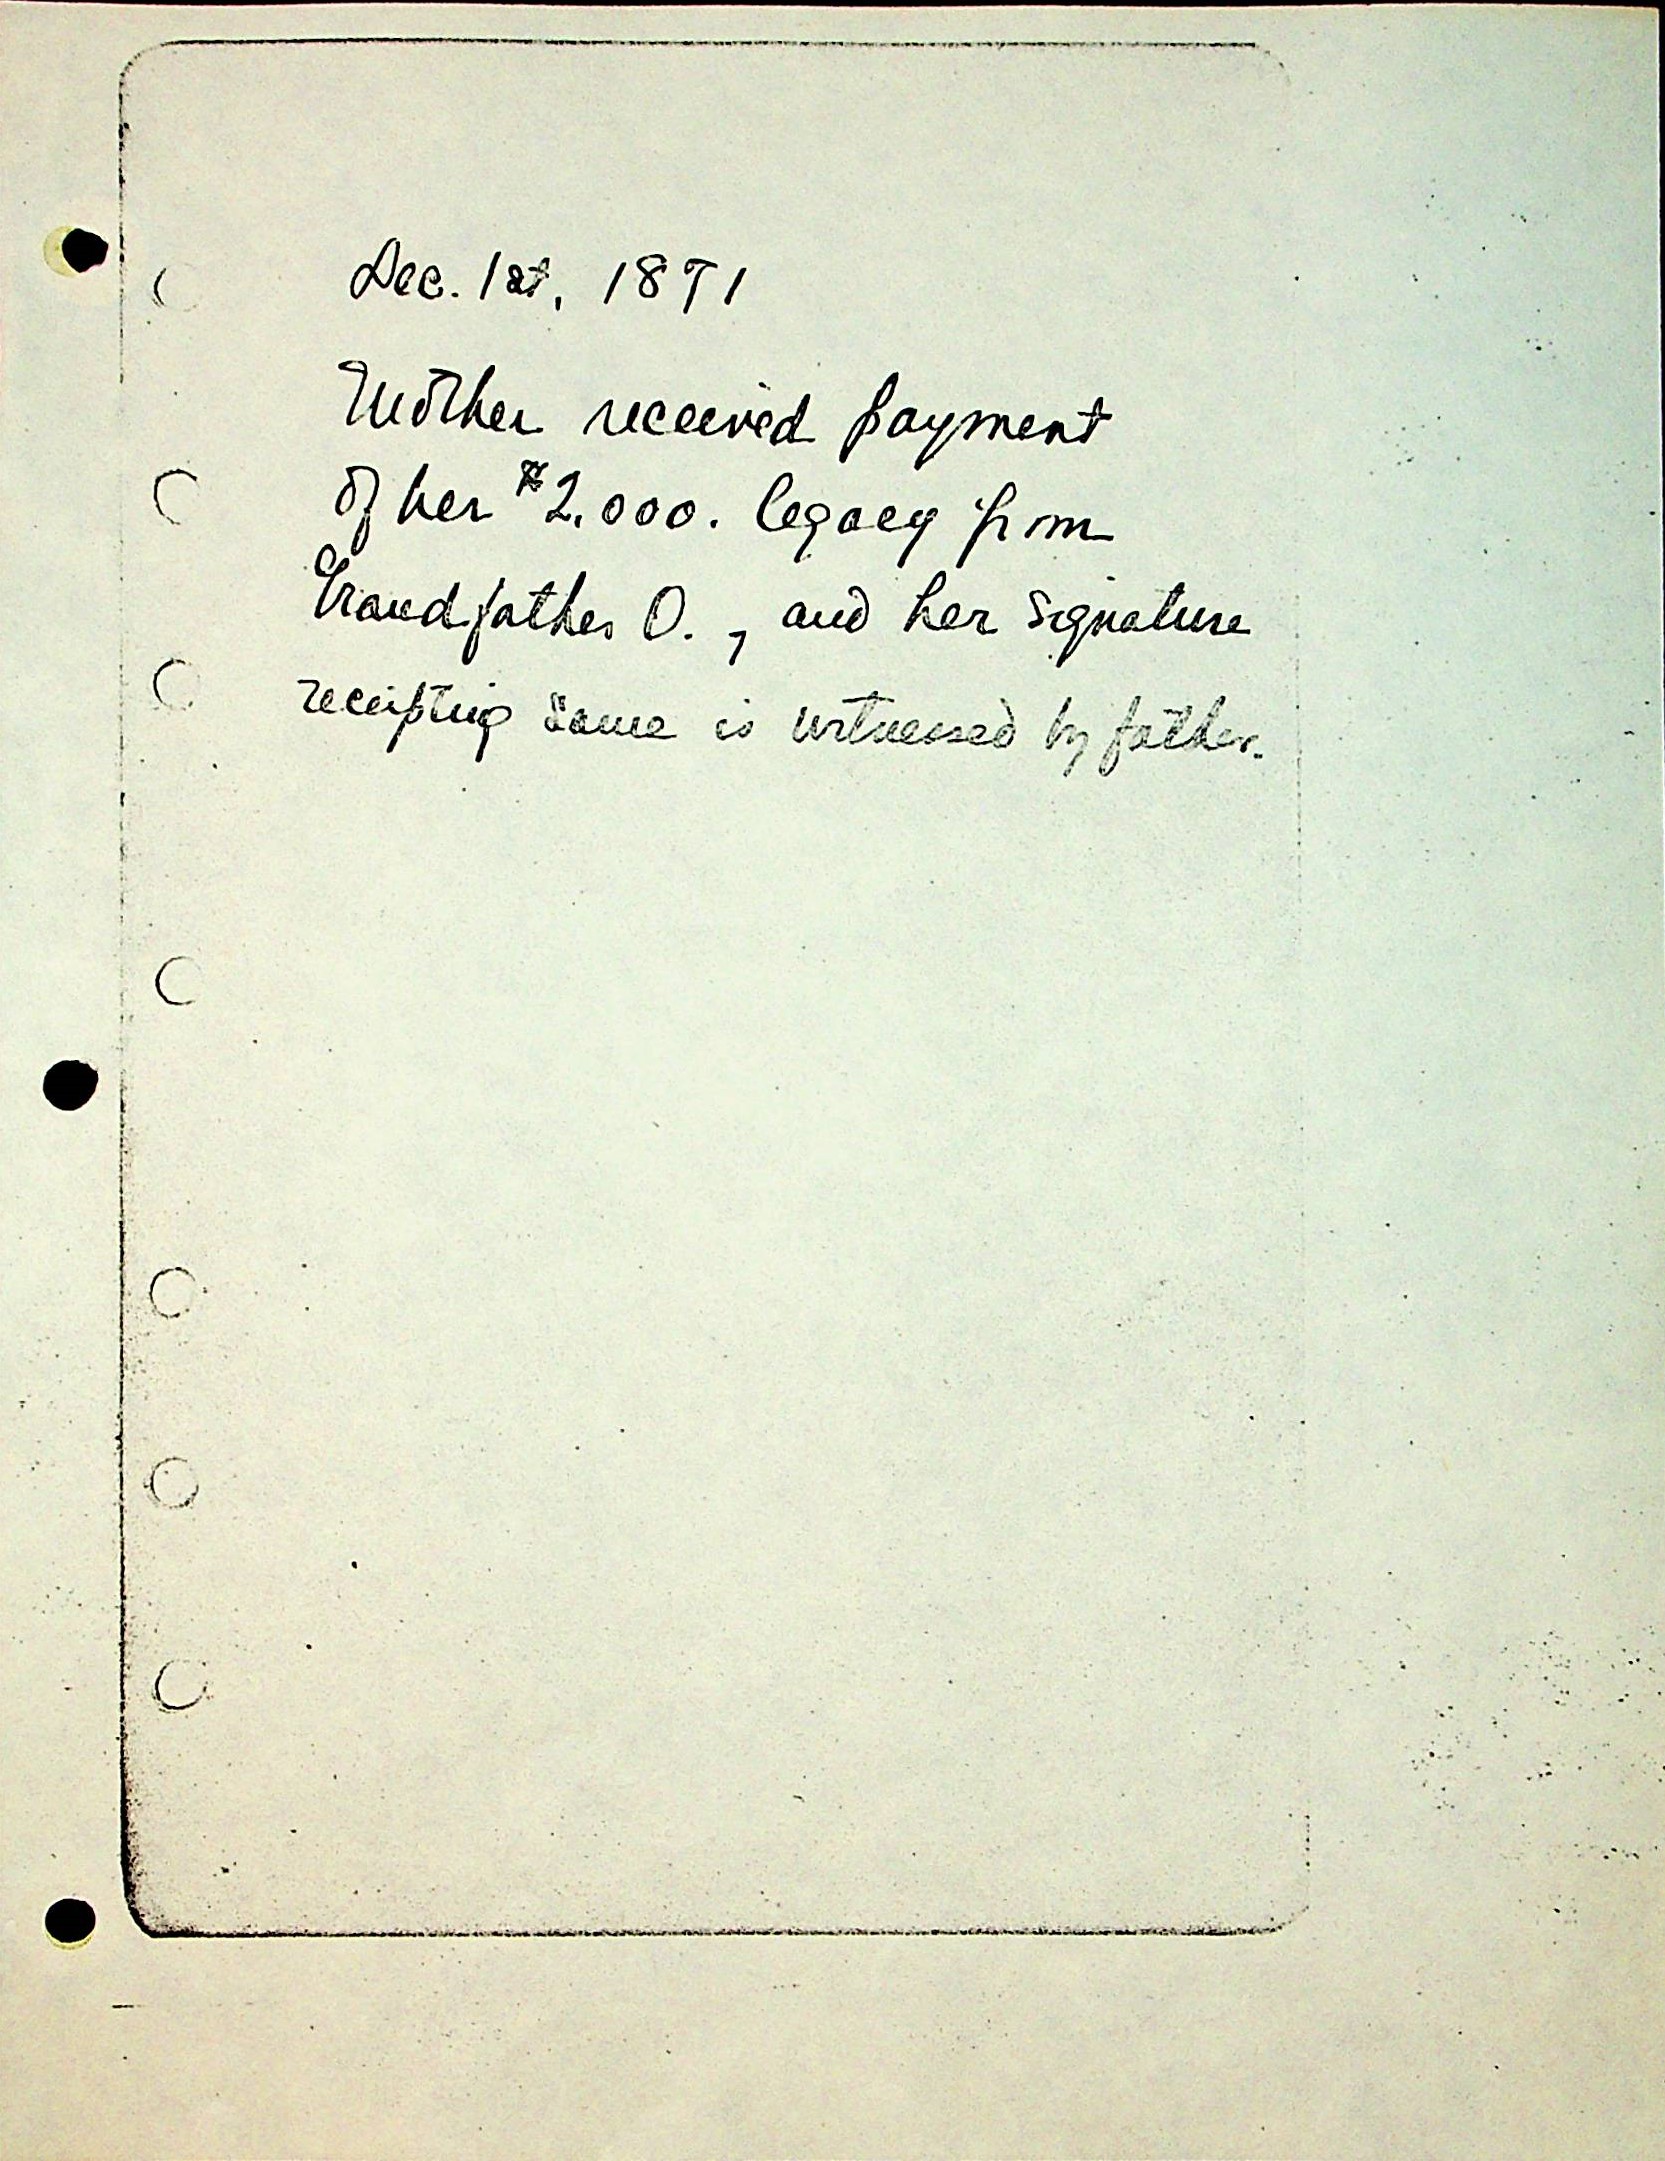 Dec. 1st, 1871
Mother received payment
of her $2,000. legacy from
Grandfather O., and her signature
receipting same is witnessed by father.